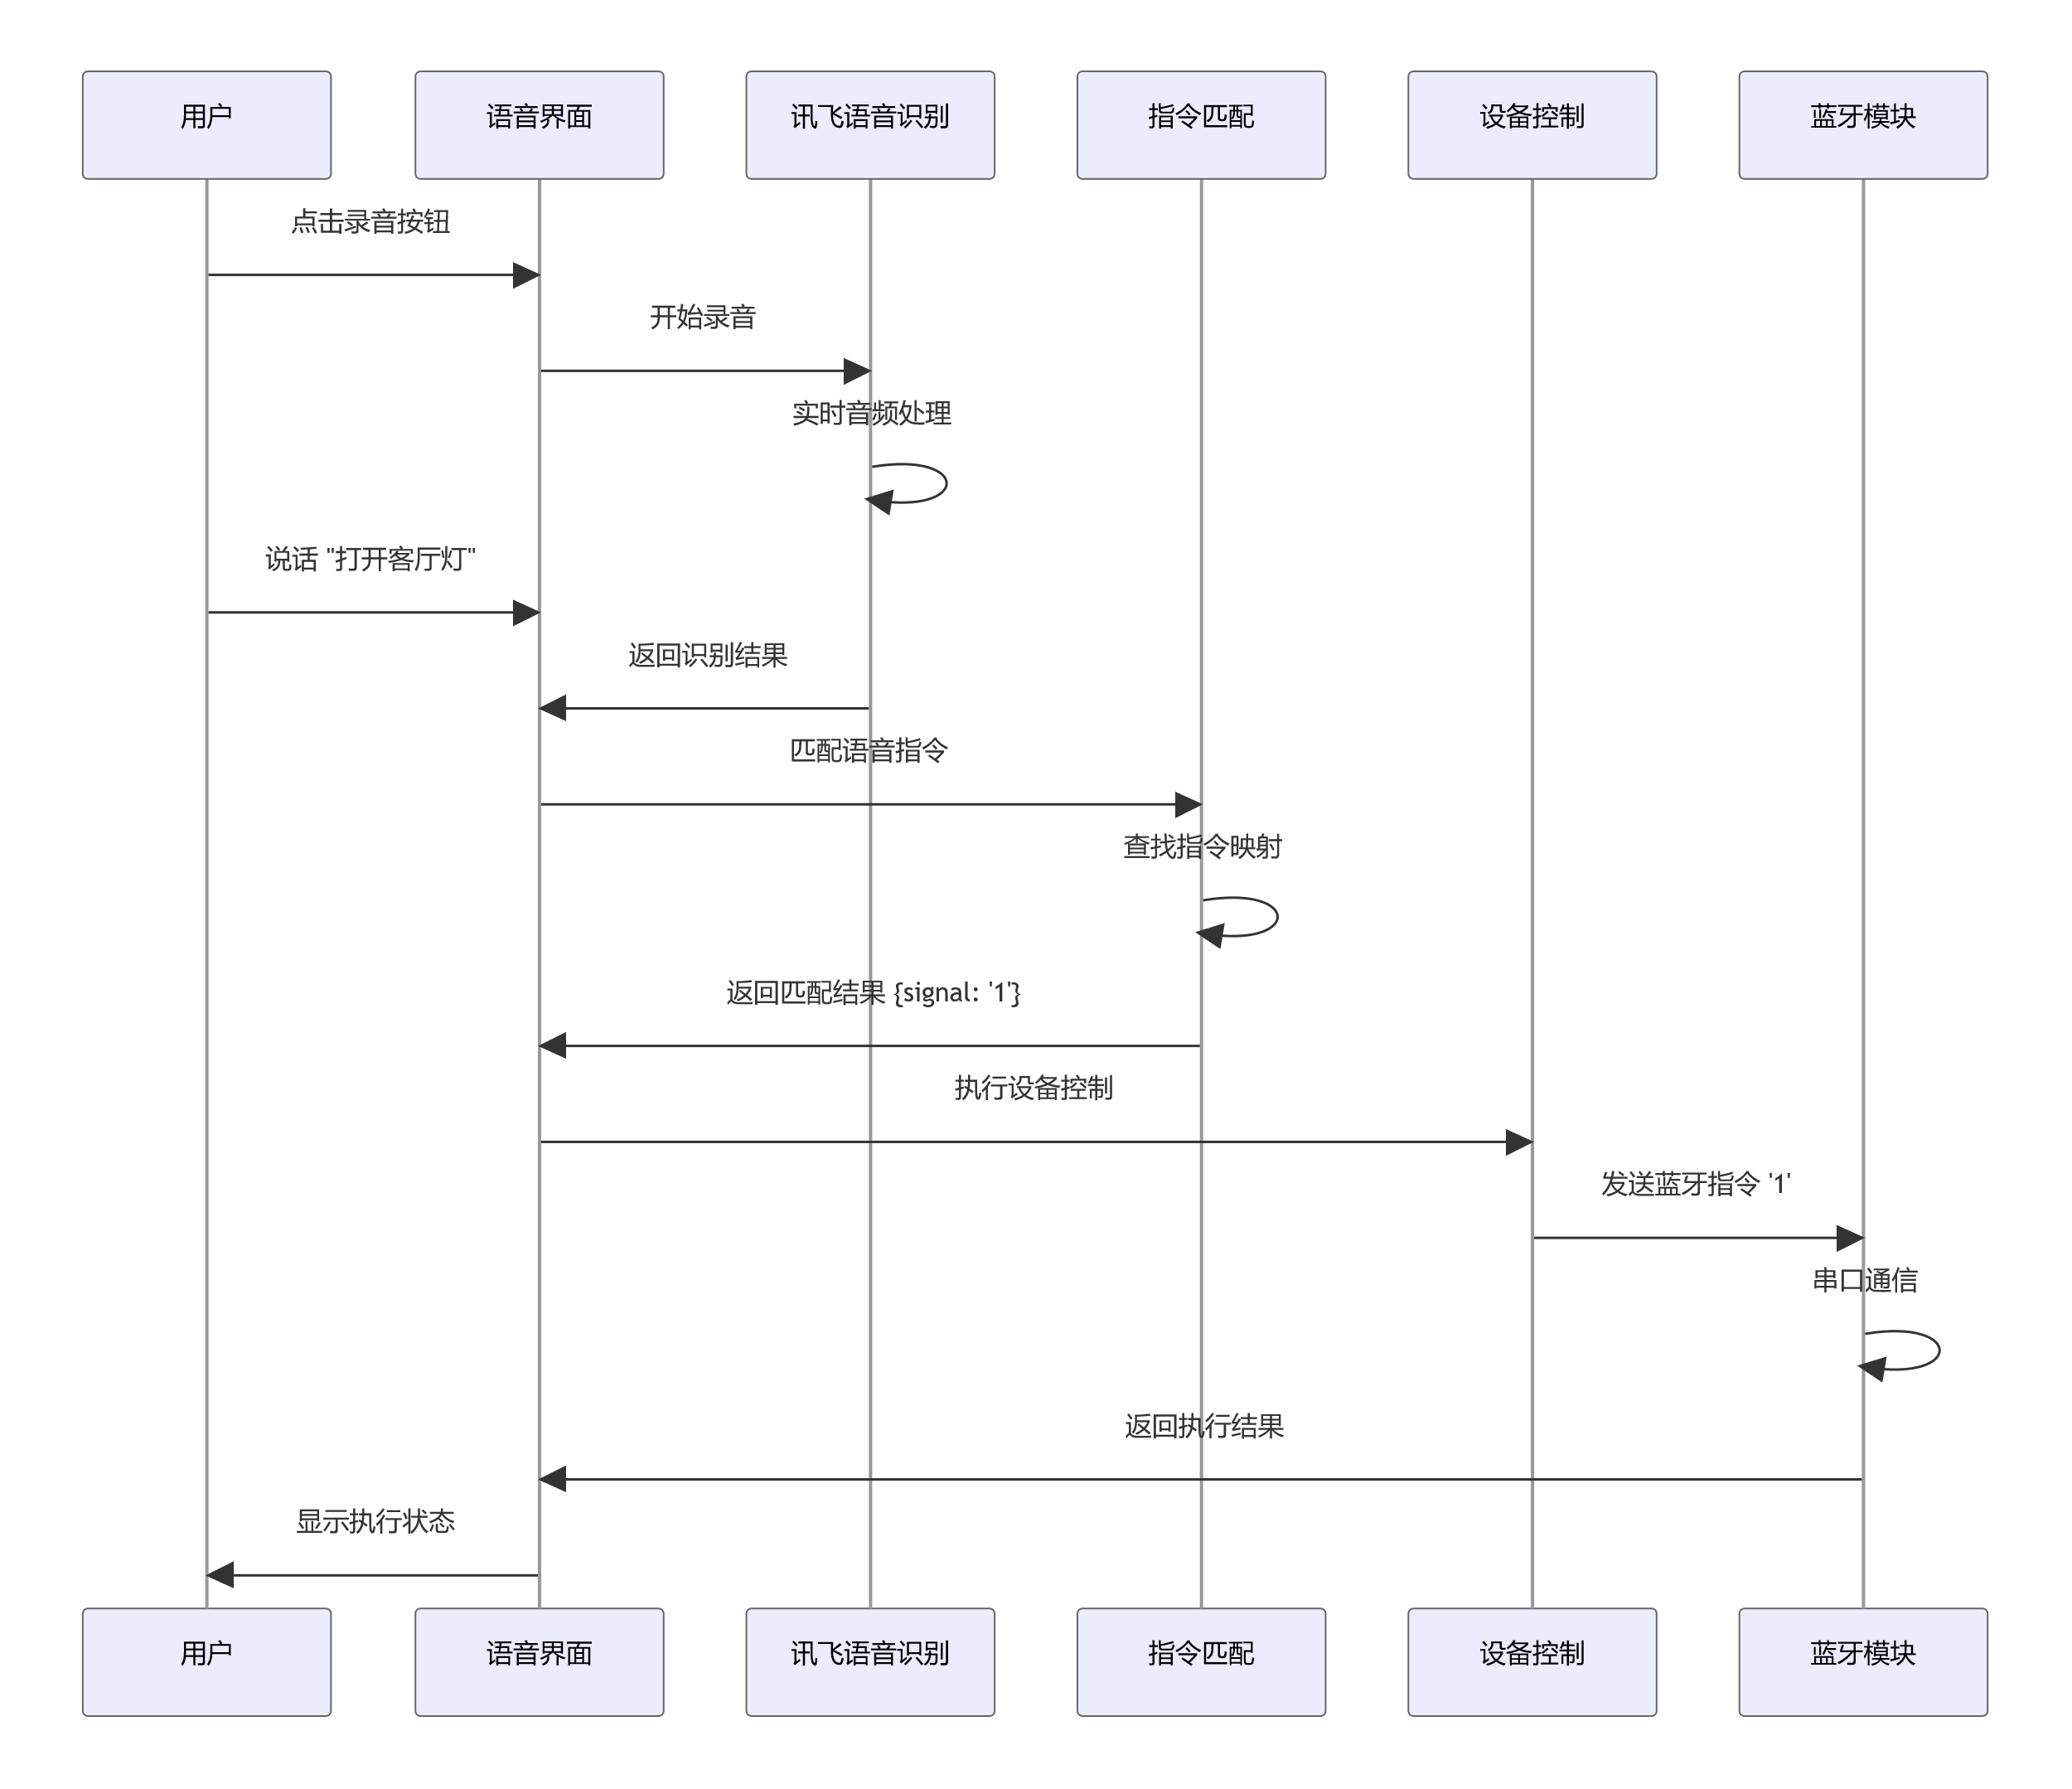 用户
语音界面
讯飞语音识别
指令匹配
设备控制
蓝牙模块
点击录音按钮
开始录音
实时音频处理
说话 "打开客厅灯"
返回识别结果
匹配语音指令
查找指令映射
返回匹配结果 {signal: '1'}
执行设备控制
发送蓝牙指令 '1'
串口通信
返回执行结果
显示执行状态
用户
语音界面
讯飞语音识别
指令匹配
设备控制
蓝牙模块